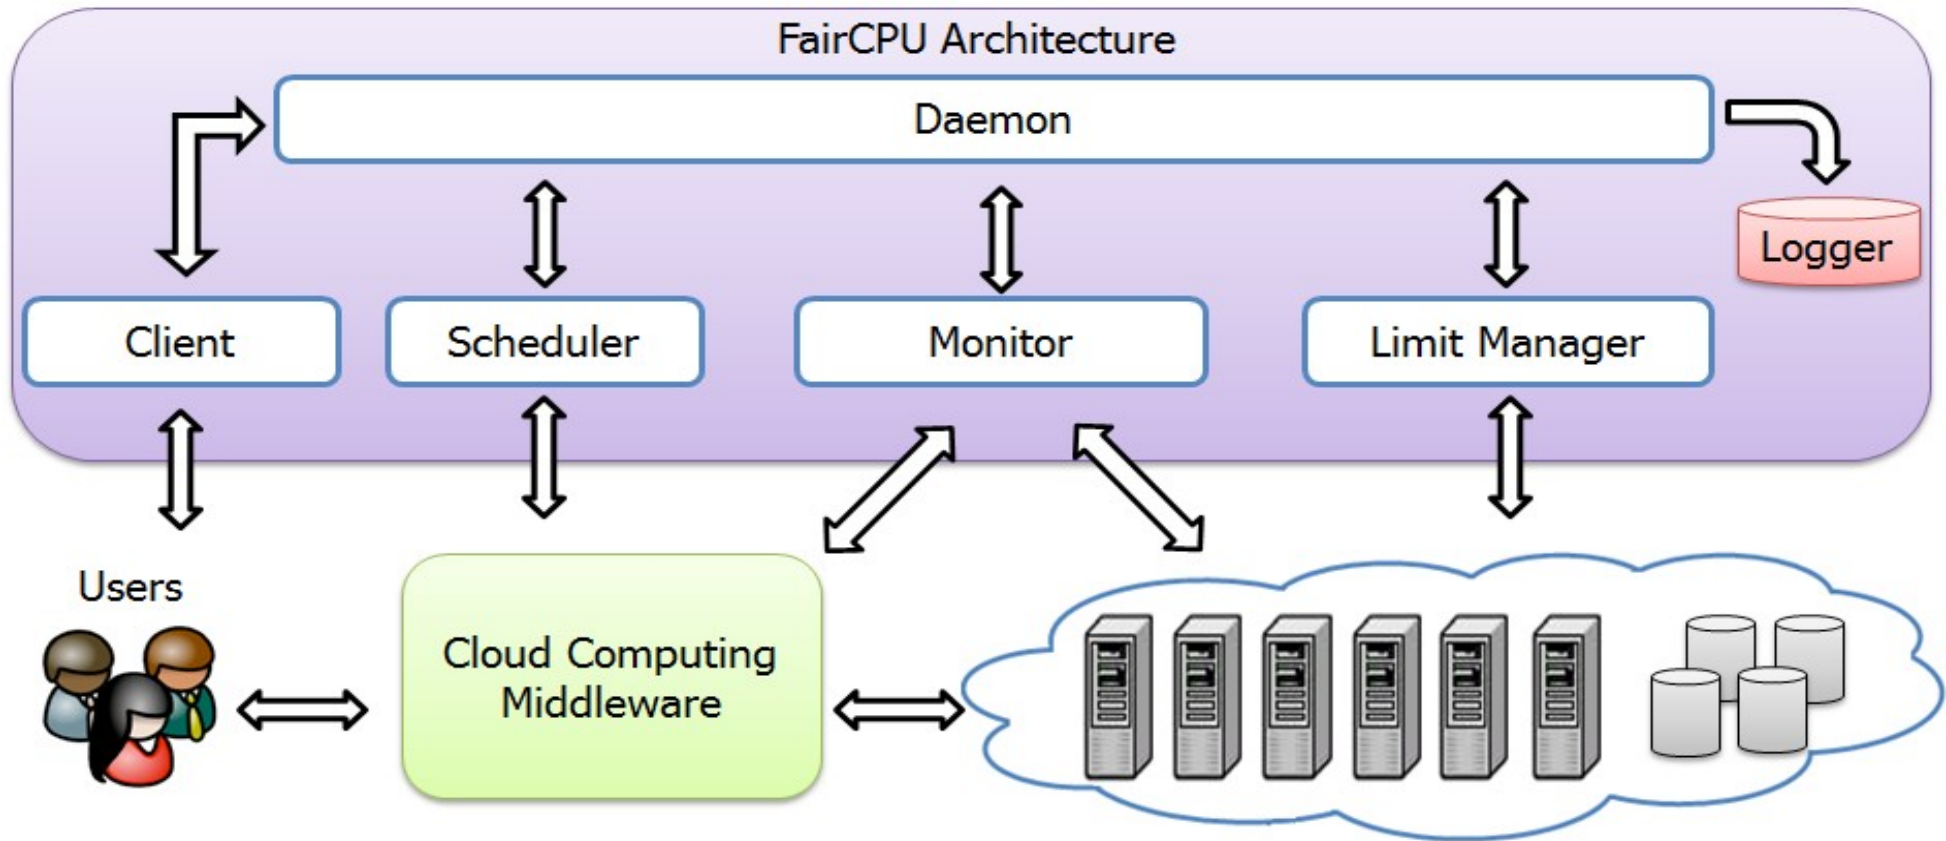 FairCPU Architecture
Daemon
Logger
Client
Scheduler
Monitor
Limit Manager
Users
Cloud Computing
Middleware